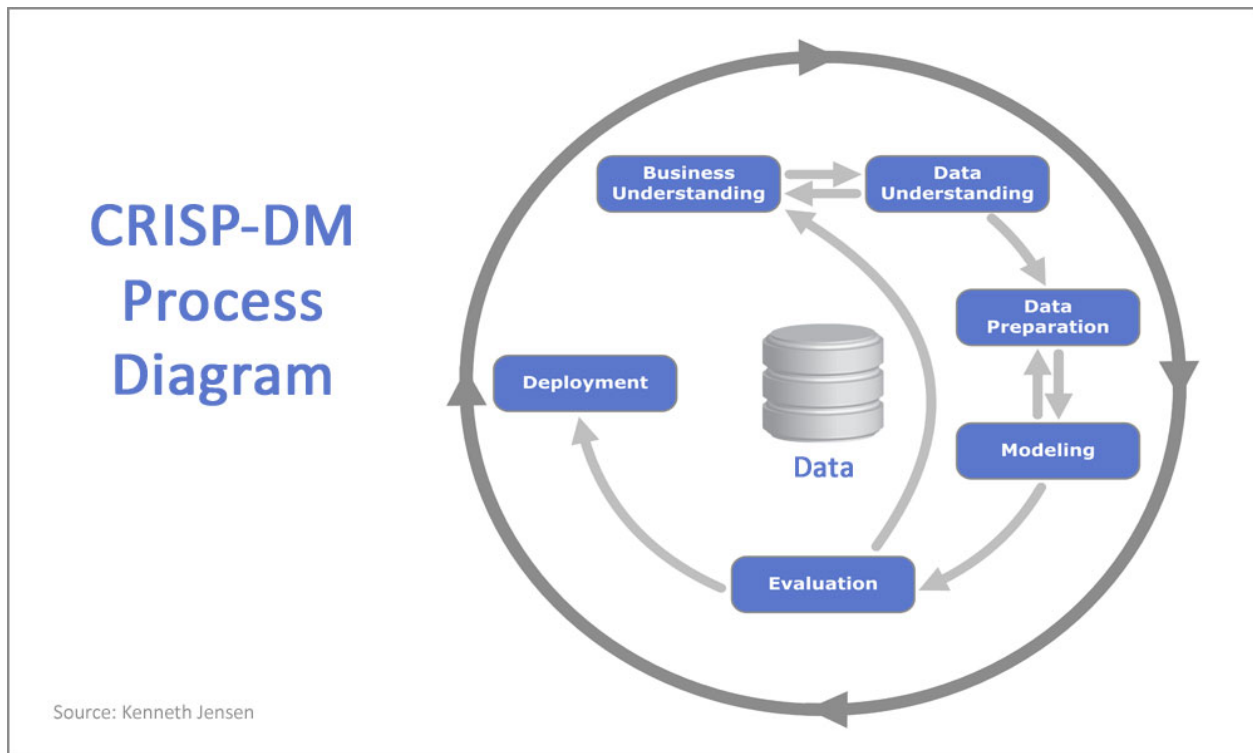 CRISP-DM
Process
Diagram
Business
Understanding
Data
Understanding
Data
Preparation
Modeling
Evaluation
Deployment
Data
Source: Kenneth Jensen